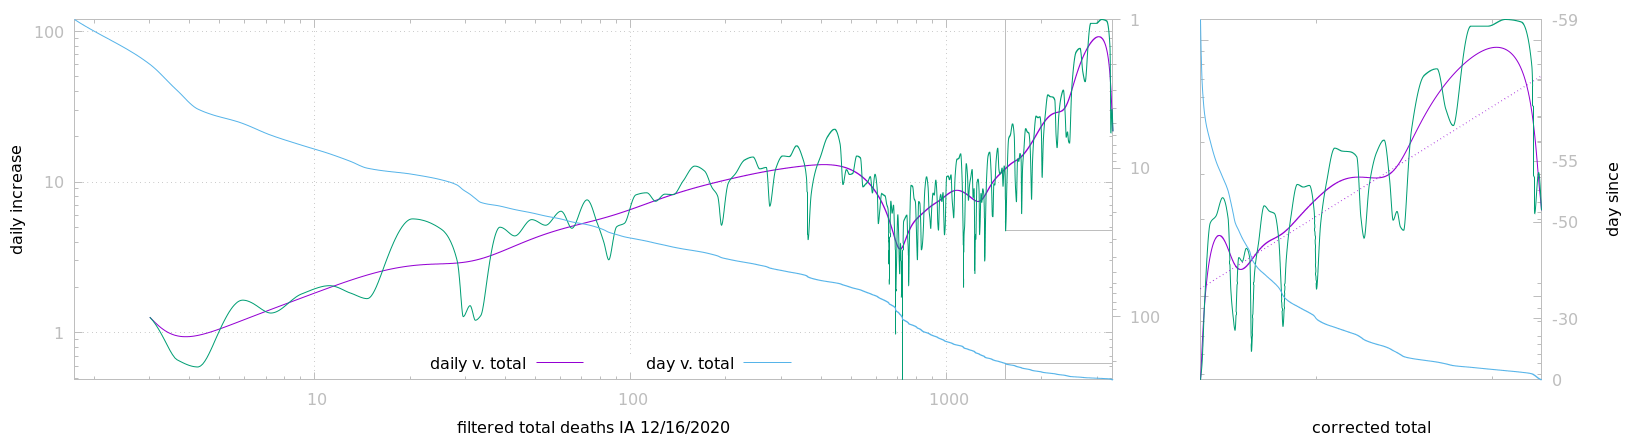 daily increase
100
10
1
10
100
1000
1
10
100
daily v. total
day v. total
filtered total deaths IA 12/16/2020
-59
-55
-50
-30
0
day since
corrected total